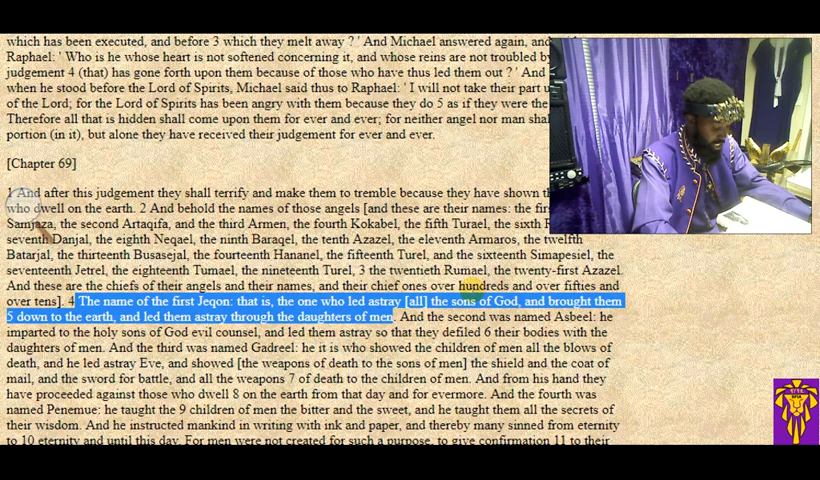 which has been executed, and before 3 which they melt away ? ' And Michael answered again, and
Raphael: ' Who is he whose heart is not softened concerning it, and whose reins are not troubled by
judgement 4 (that) has gone forth upon them because of those who have thus led them out ? ' And
when he stood before the Lord of Spirits, Michael said thus to Raphael: ' I will not take their part
of the Lord; for the Lord of Spirits has been angry with them because they do 5 as if they were the
Therefore all that is hidden shall come upon them for ever and ever; for neither angel nor man
portion (in it), but alone they have received their judgement for ever and ever.
[Chapter 69]
1 And after this judgement they shall terrify and make them to tremble because they have shown
who dwell on the earth. 2 And behold the names of those angels [and these are their names: the
Samjaza, the second Artaqifa, and the third Armen, the fourth Kokabel, the fifth Turael, the sixth
seventh Danjal, the eighth Neqael, the ninth Baraqel, the tenth Azazel, the eleventh Armaros, the twelfth
Batarjal, the thirteenth Busasejal, the fourteenth Hananel, the fifteenth Turel, and the sixteenth Simapesiel, the
seventeenth Jetrel, the eighteenth Tumael, the nineteenth Turel, 3 the twentieth Rumael, the twenty-first Azazel.
And these are the chiefs of their angels and their names, and their chief ones over hundreds and over fifties and
over tens]. 4 The name of the first Jeqon: that is, the one who led astray [all] the sons of God, and brought them
5 down to the earth, and led them astray through the daughters of men. And the second was named Asbeel: he
imparted to the holy sons of God evil counsel, and led them astray so that they defiled 6 their bodies with the
daughters of men. And the third was named Gadreel: he it is who showed the children of men all the blows of
death, and he led astray Eve, and showed [the weapons of death to the sons of men] the shield and the coat of
mail, and the sword for battle, and all the weapons 7 of death to the children of men. And from his hand they
have proceeded against those who dwell 8 on the earth from that day and for evermore. And the fourth was
named Penemue: he taught the 9 children of men the bitter and the sweet, and he taught them all the secrets of
their wisdom. And he instructed mankind in writing with ink and paper, and thereby many sinned from eternity
to 10 eternity and until this day. For men were not created for such a purpose, to give confirmation 11 to their